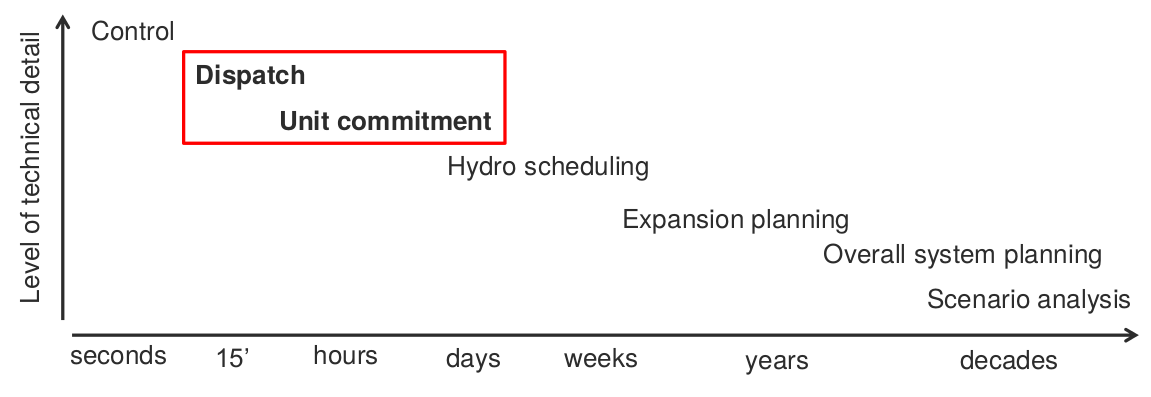 Level of technical detail
Control
Dispatch
Unit commitment
Hydro scheduling
Expansion planning
Overall system planning
Scenario analysis
seconds 15’ hours days weeks years decades